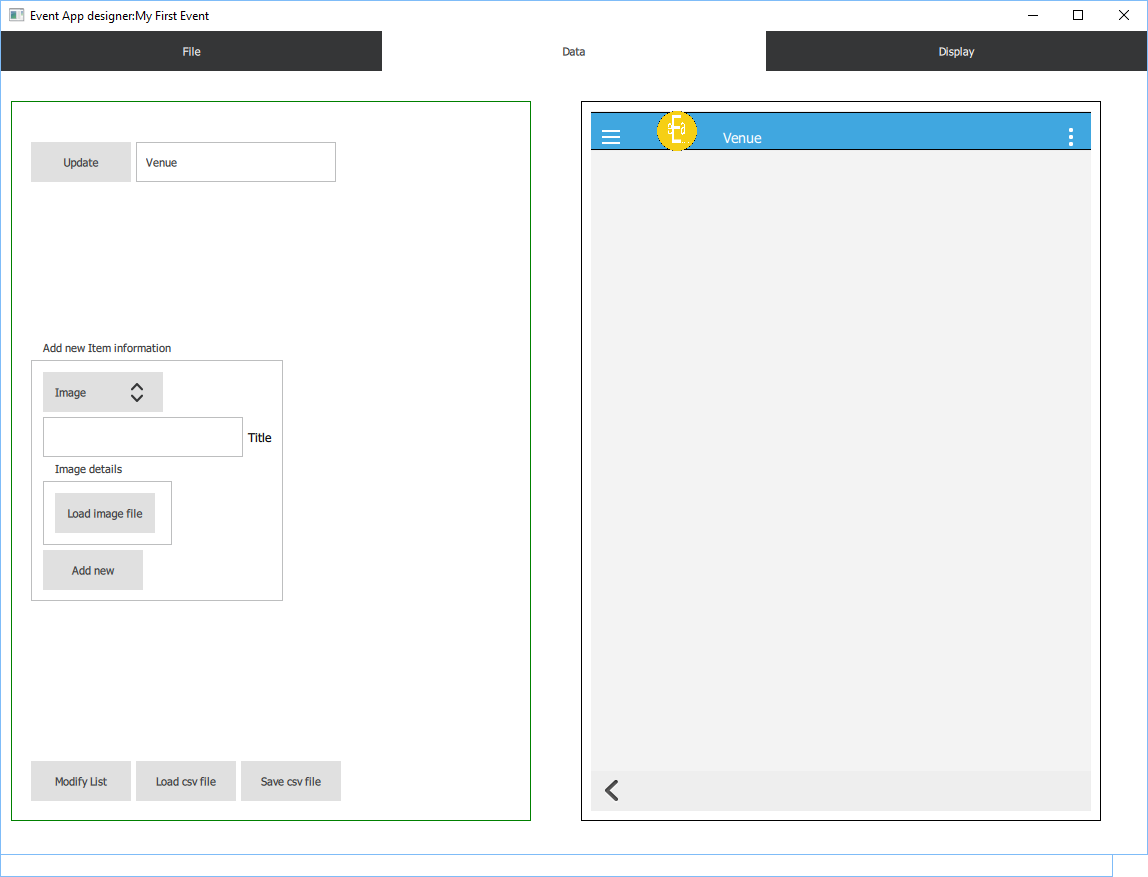 Event App designer:My First Event
File
Data
Display
Update
Venue
Venue
Add new Item information
Image
Title
Image details
Load image file
Add new
Modify List
Load csv file
Save csv file